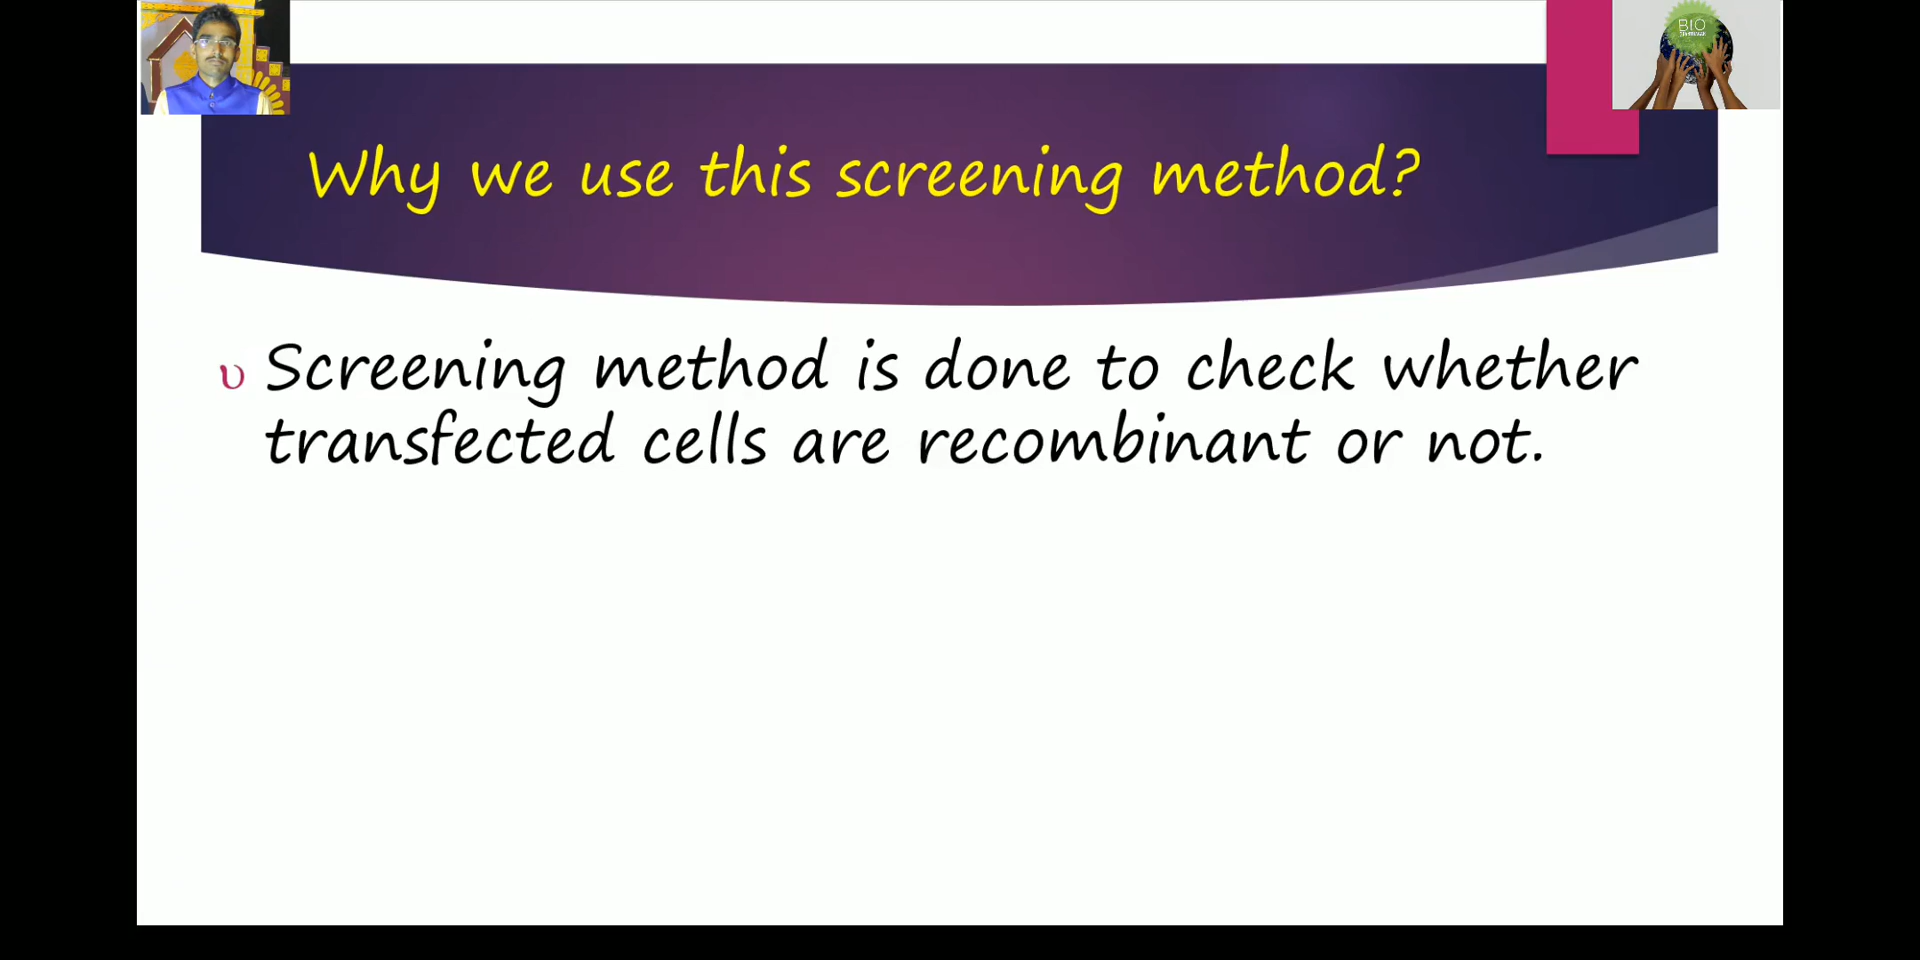 BIO
Why we use this screening method?
Screening method is done to check whether
transfected cells are recombinant or not.